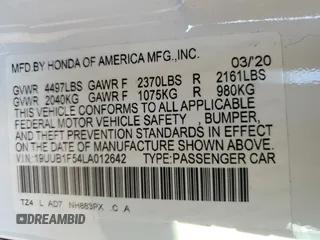 MFD BY HONDA OF AMERICA MFG.,INC. 03/20
GVWR 4497LBS GAWR F 2370LBS R 2161LBS
GVWR 2040KG GAWR F 1075KG R 980KG
THIS VEHICLE CONFORMS TO ALL APPLICABLE
FEDERAL MOTOR VEHICLE SAFETY , BUMPER,
AND THEFT PREVENTION STANDARDS IN EFFECT
ON THE DATE OF MANUFACTURE SHOWN ABOVE.
V I N :19UUB1F54LA012642 TYPE:PASSENGER CAR
TZ4 L AD7 NH883PX .C .A
AUTOBIDMASTER